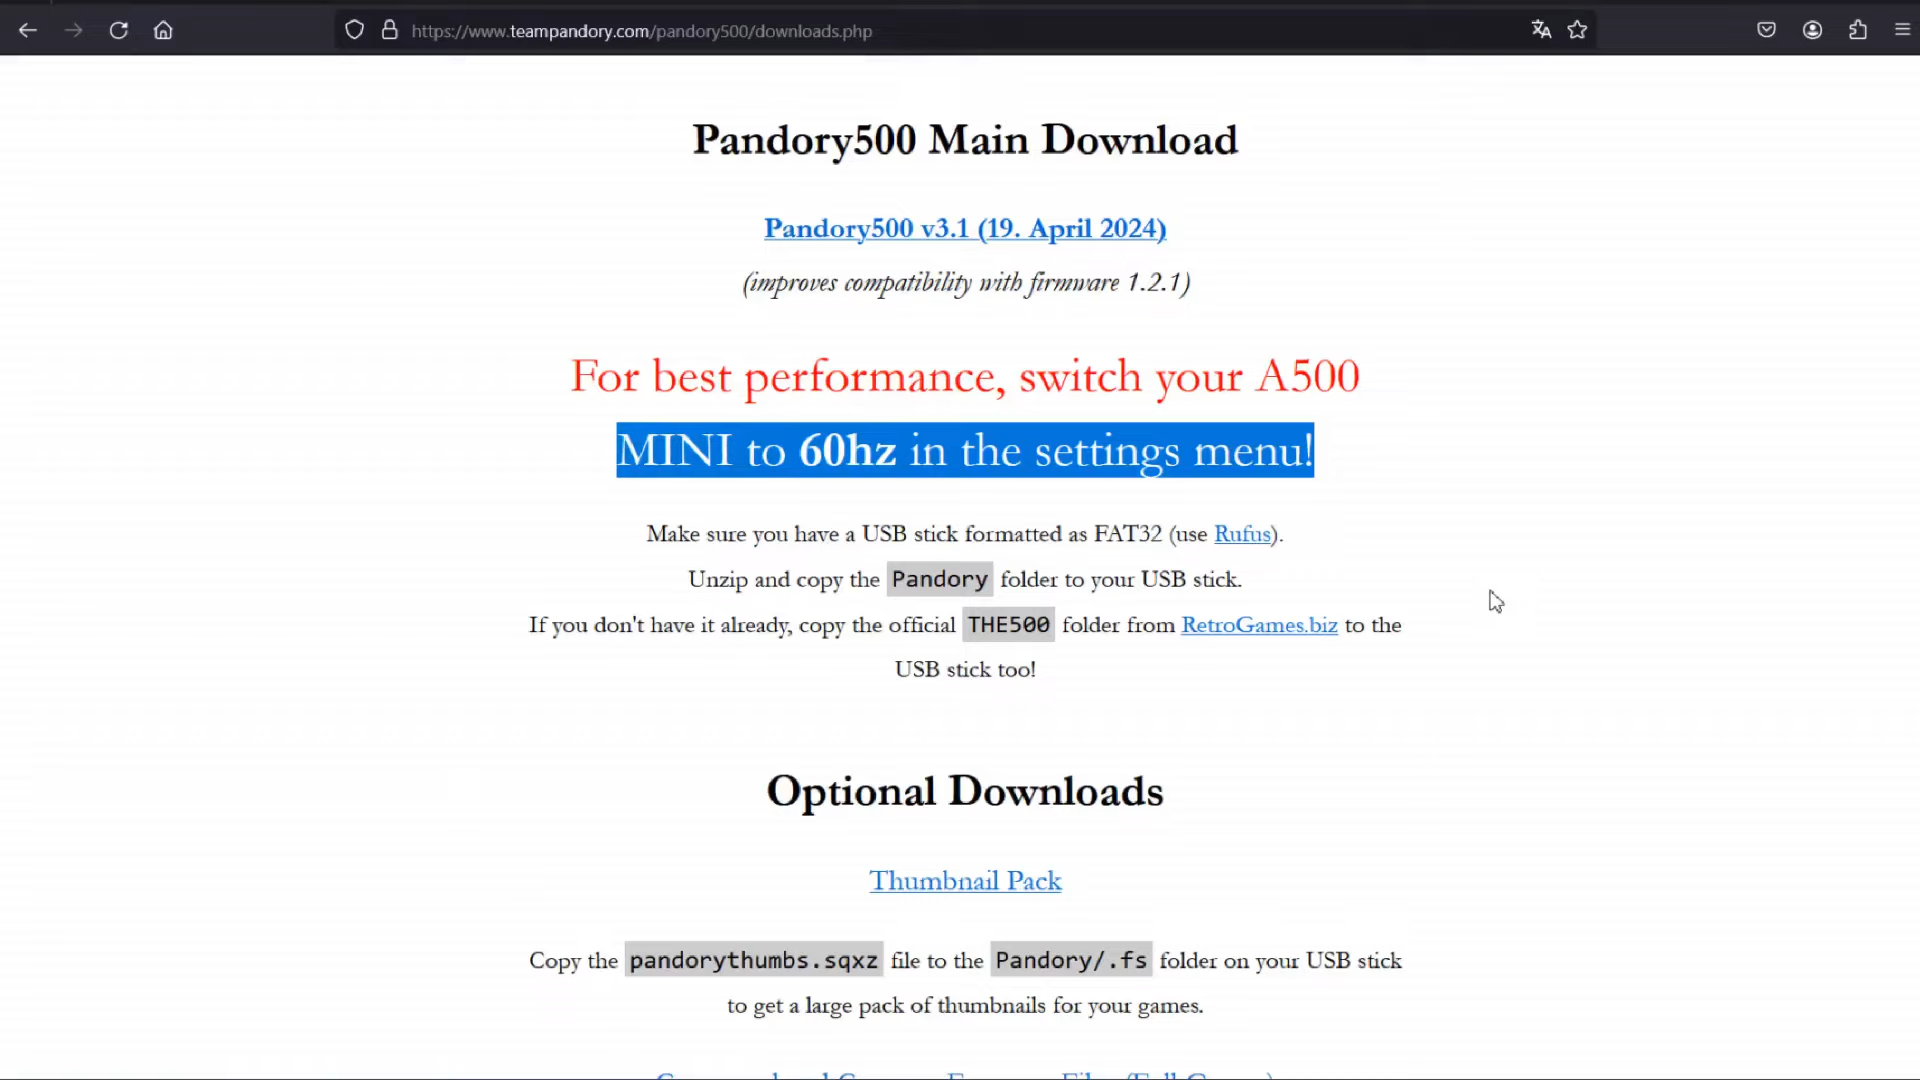 https://www.teampandory.com/pandory500/downloads.php
Pandory500 Main Download
Pandory500 v3.1 (19. April 2024)
(improves compatibility with firmware 1.2.1)
For best performance, switch your A500
MINI to 60hz in the settings menu!
Make sure you have a USB stick formatted as FAT32 (use Rufus).
Unzip and copy the Pandory folder to your USB stick.
If you don't have it already, copy the official THE500 folder from RetroGames.biz to the
USB stick too!
Optional Downloads
Thumbnail Pack
Copy the pandorythumbs.sqxz file to the Pandory/.fs folder on your USB stick
to get a large pack of thumbnails for your games.